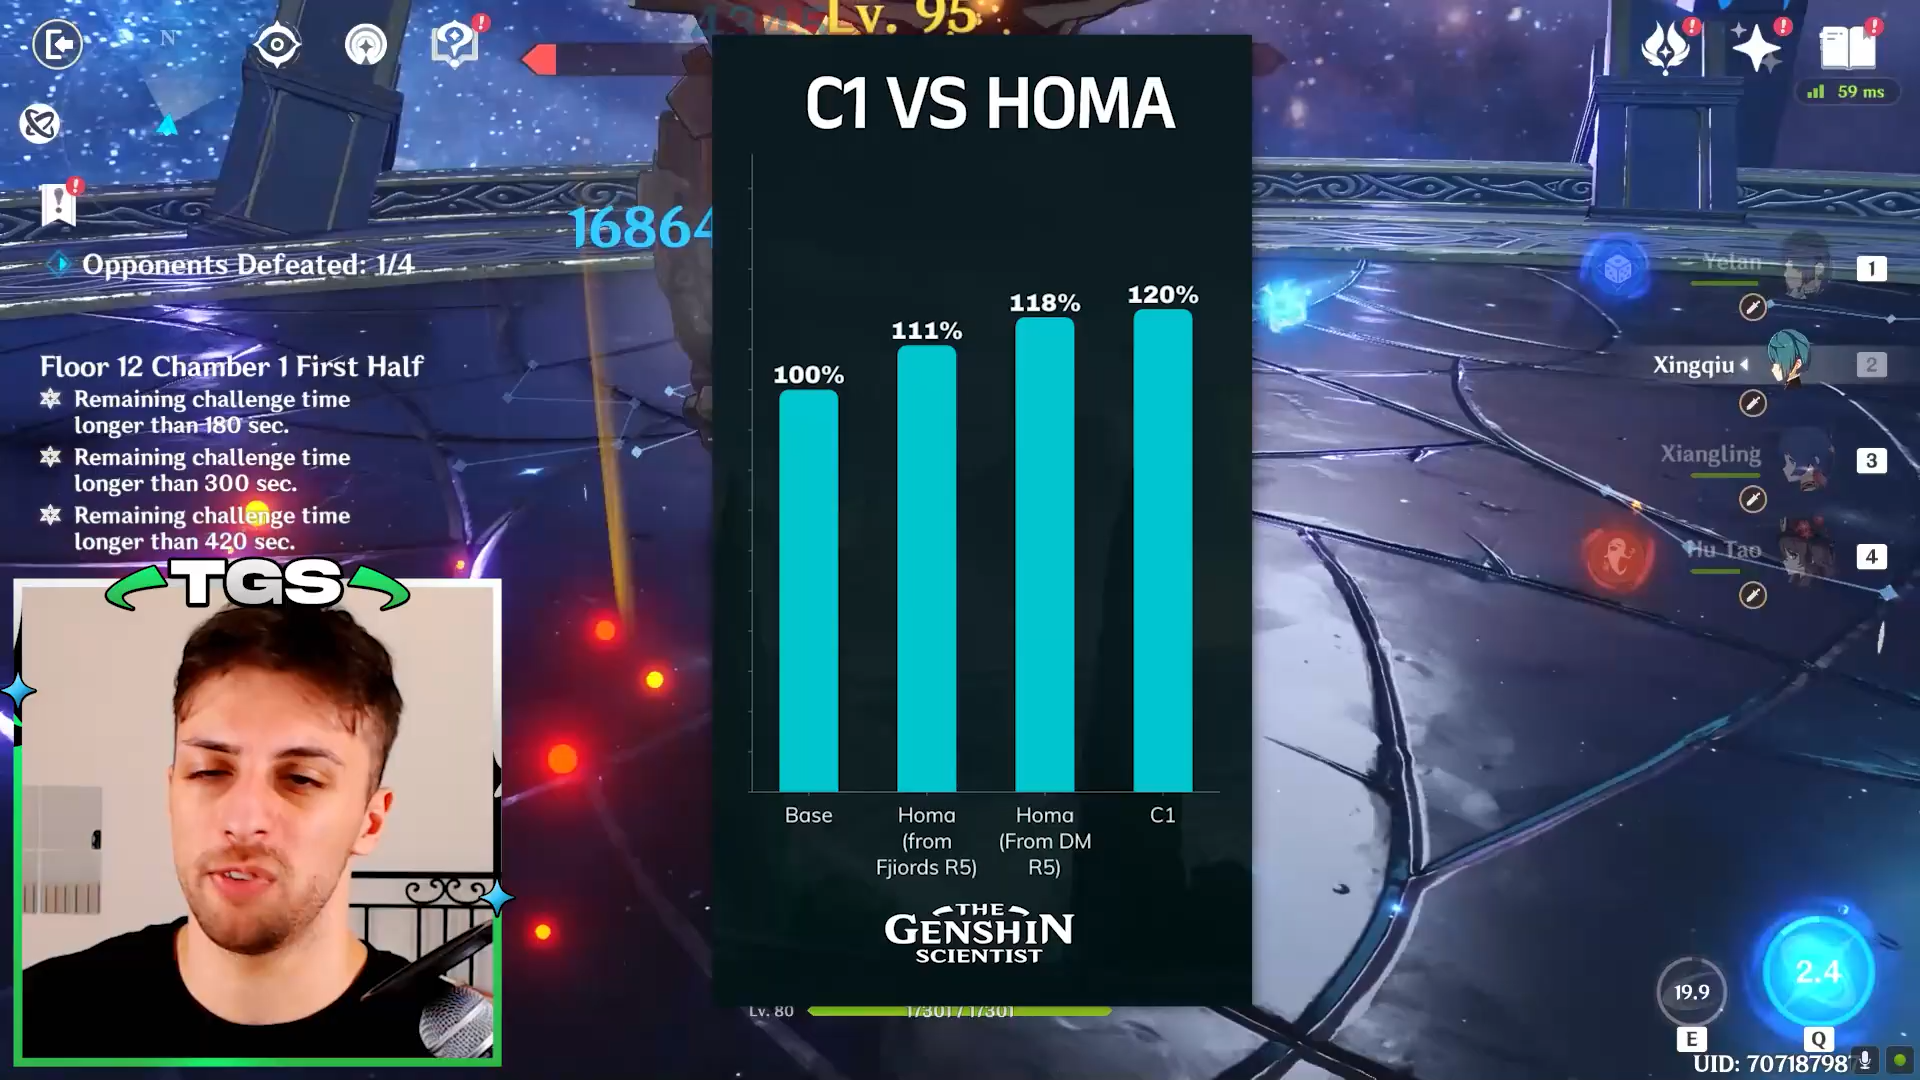 Lv. 95
N
59 ms
C1 VS HOMA
16864
Opponents Defeated: 1/4
Floor 12 Chamber 1 First Half
Remaining challenge time
longer than 180 sec.
Remaining challenge time
longer than 300 sec.
Remaining challenge time
longer than 420 sec.
Yelan
1
Xingqiu
2
Xiangling
3
Hu Tao
4
100%
111%
118%
120%
Base
Homa
(from
Fjiords R5)
Homa
(From DM
R5)
C1
THE
GENSHIN
SCIENTIST
TGS
Lv. 80
17301 / 17301
19.9
E
2.4
Q
UID: 70718798